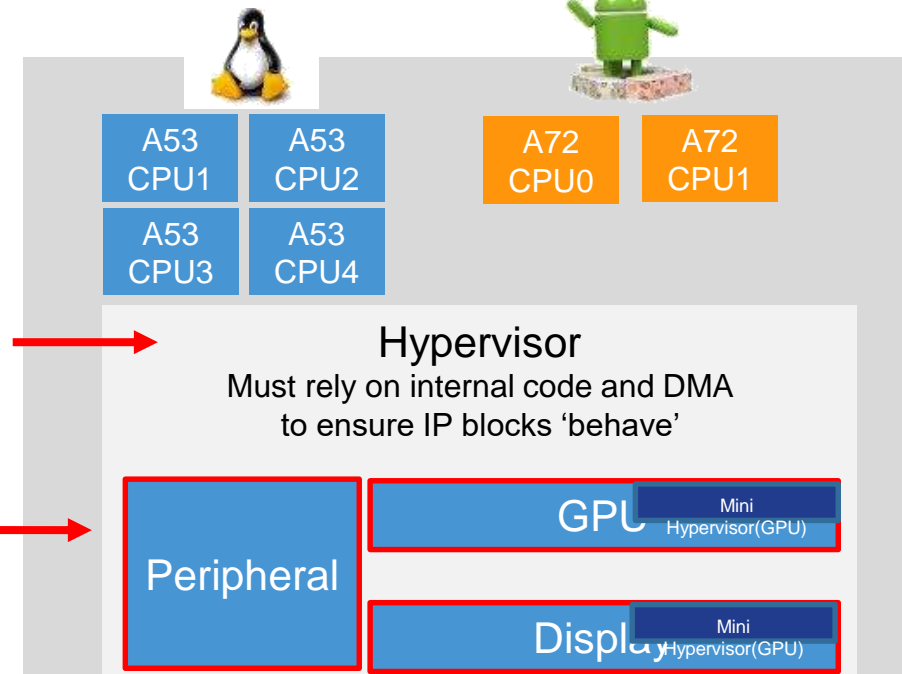 A53
CPU1
A53
CPU2
A72
CPU0
A72
CPU1
A53
CPU3
A53
CPU4
Hypervisor
Must rely on internal code and DMA
to ensure IP blocks ‘behave’
Peripheral
GPU
Mini
Hypervisor(GPU)
Display
Mini
Hypervisor(GPU)